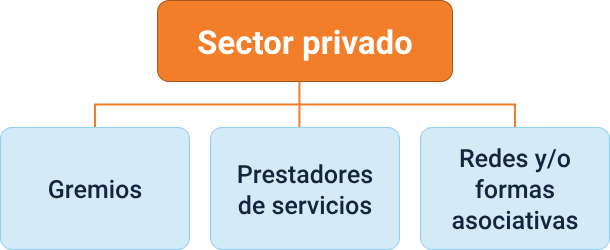 Sector privado
Gremios
Prestadores
de servicios
Redes y/o
formas
asociativas